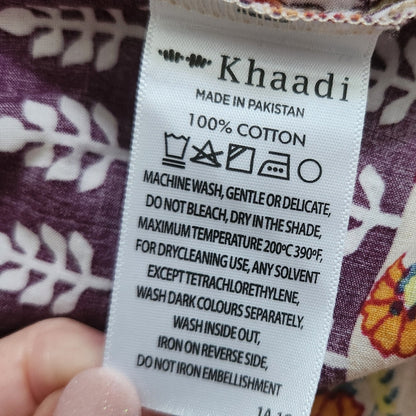 Khaadi
MADE IN PAKISTAN
100% COTTON
MACHINE WASH, GENTLE OR DELICATE,
DO NOT BLEACH, DRY IN THE SHADE,
MAXIMUM TEMPERATURE 200ºC 390ºF,
FOR DRYCLEANING USE, ANY SOLVENT
EXCEPT TETRACHLORETHYLENE,
WASH DARK COLOURS SEPARATELY,
WASH INSIDE OUT,
IRON ON REVERSE SIDE,
DO NOT IRON EMBELLISHMENT